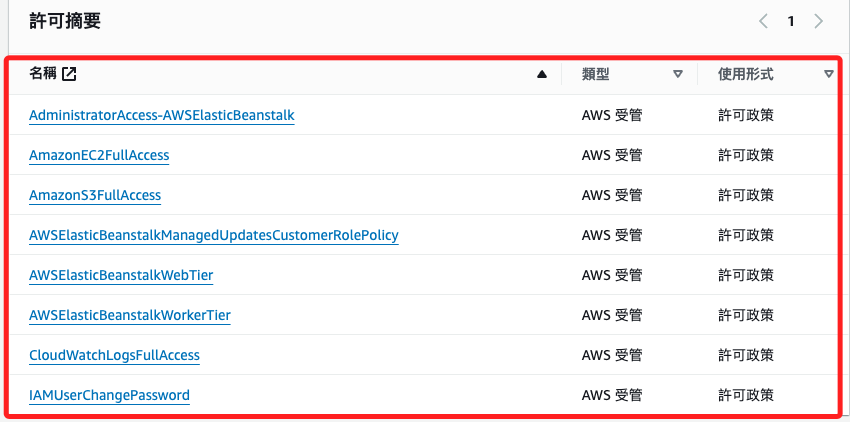 許可摘要
1
名稱 類型 使用形式
AdministratorAccess-AWSElasticBeanstalk AWS 受管 許可政策
AmazonEC2FullAccess AWS 受管 許可政策
AmazonS3FullAccess AWS 受管 許可政策
AWSElasticBeanstalkManagedUpdatesCustomerRolePolicy AWS 受管 許可政策
AWSElasticBeanstalkWebTier AWS 受管 許可政策
AWSElasticBeanstalkWorkerTier AWS 受管 許可政策
CloudWatchLogsFullAccess AWS 受管 許可政策
IAMUserChangePassword AWS 受管 許可政策